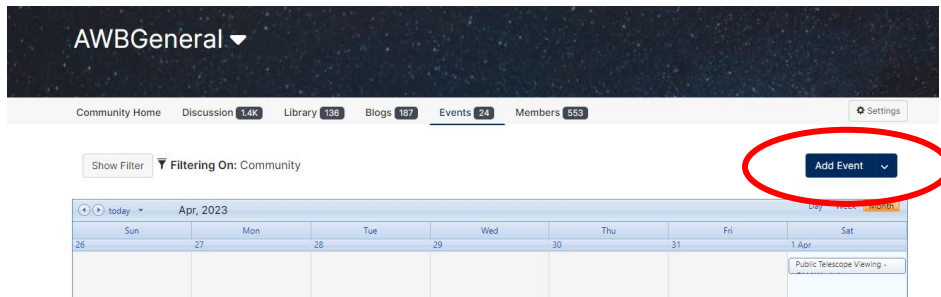 AWBGeneral
Community Home Discussion 1.4K Library 136 Blogs 187 Events 24 Members 553 Settings
Show Filter Filtering On: Community Add Event
today Apr, 2023 Day Week Month
Sun Mon Tue Wed Thu Fri Sat
26 27 28 29 30 31 1 Apr
Public Telescope Viewing -